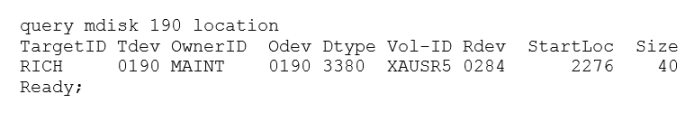 query mdisk 190 location
TargetID Tdev OwnerID  Odev Dtype Vol-ID Rdev  StartLoc  Size
RICH     0190 MAINT    0190 3380  XAUSR5 0284      2276    40
Ready;